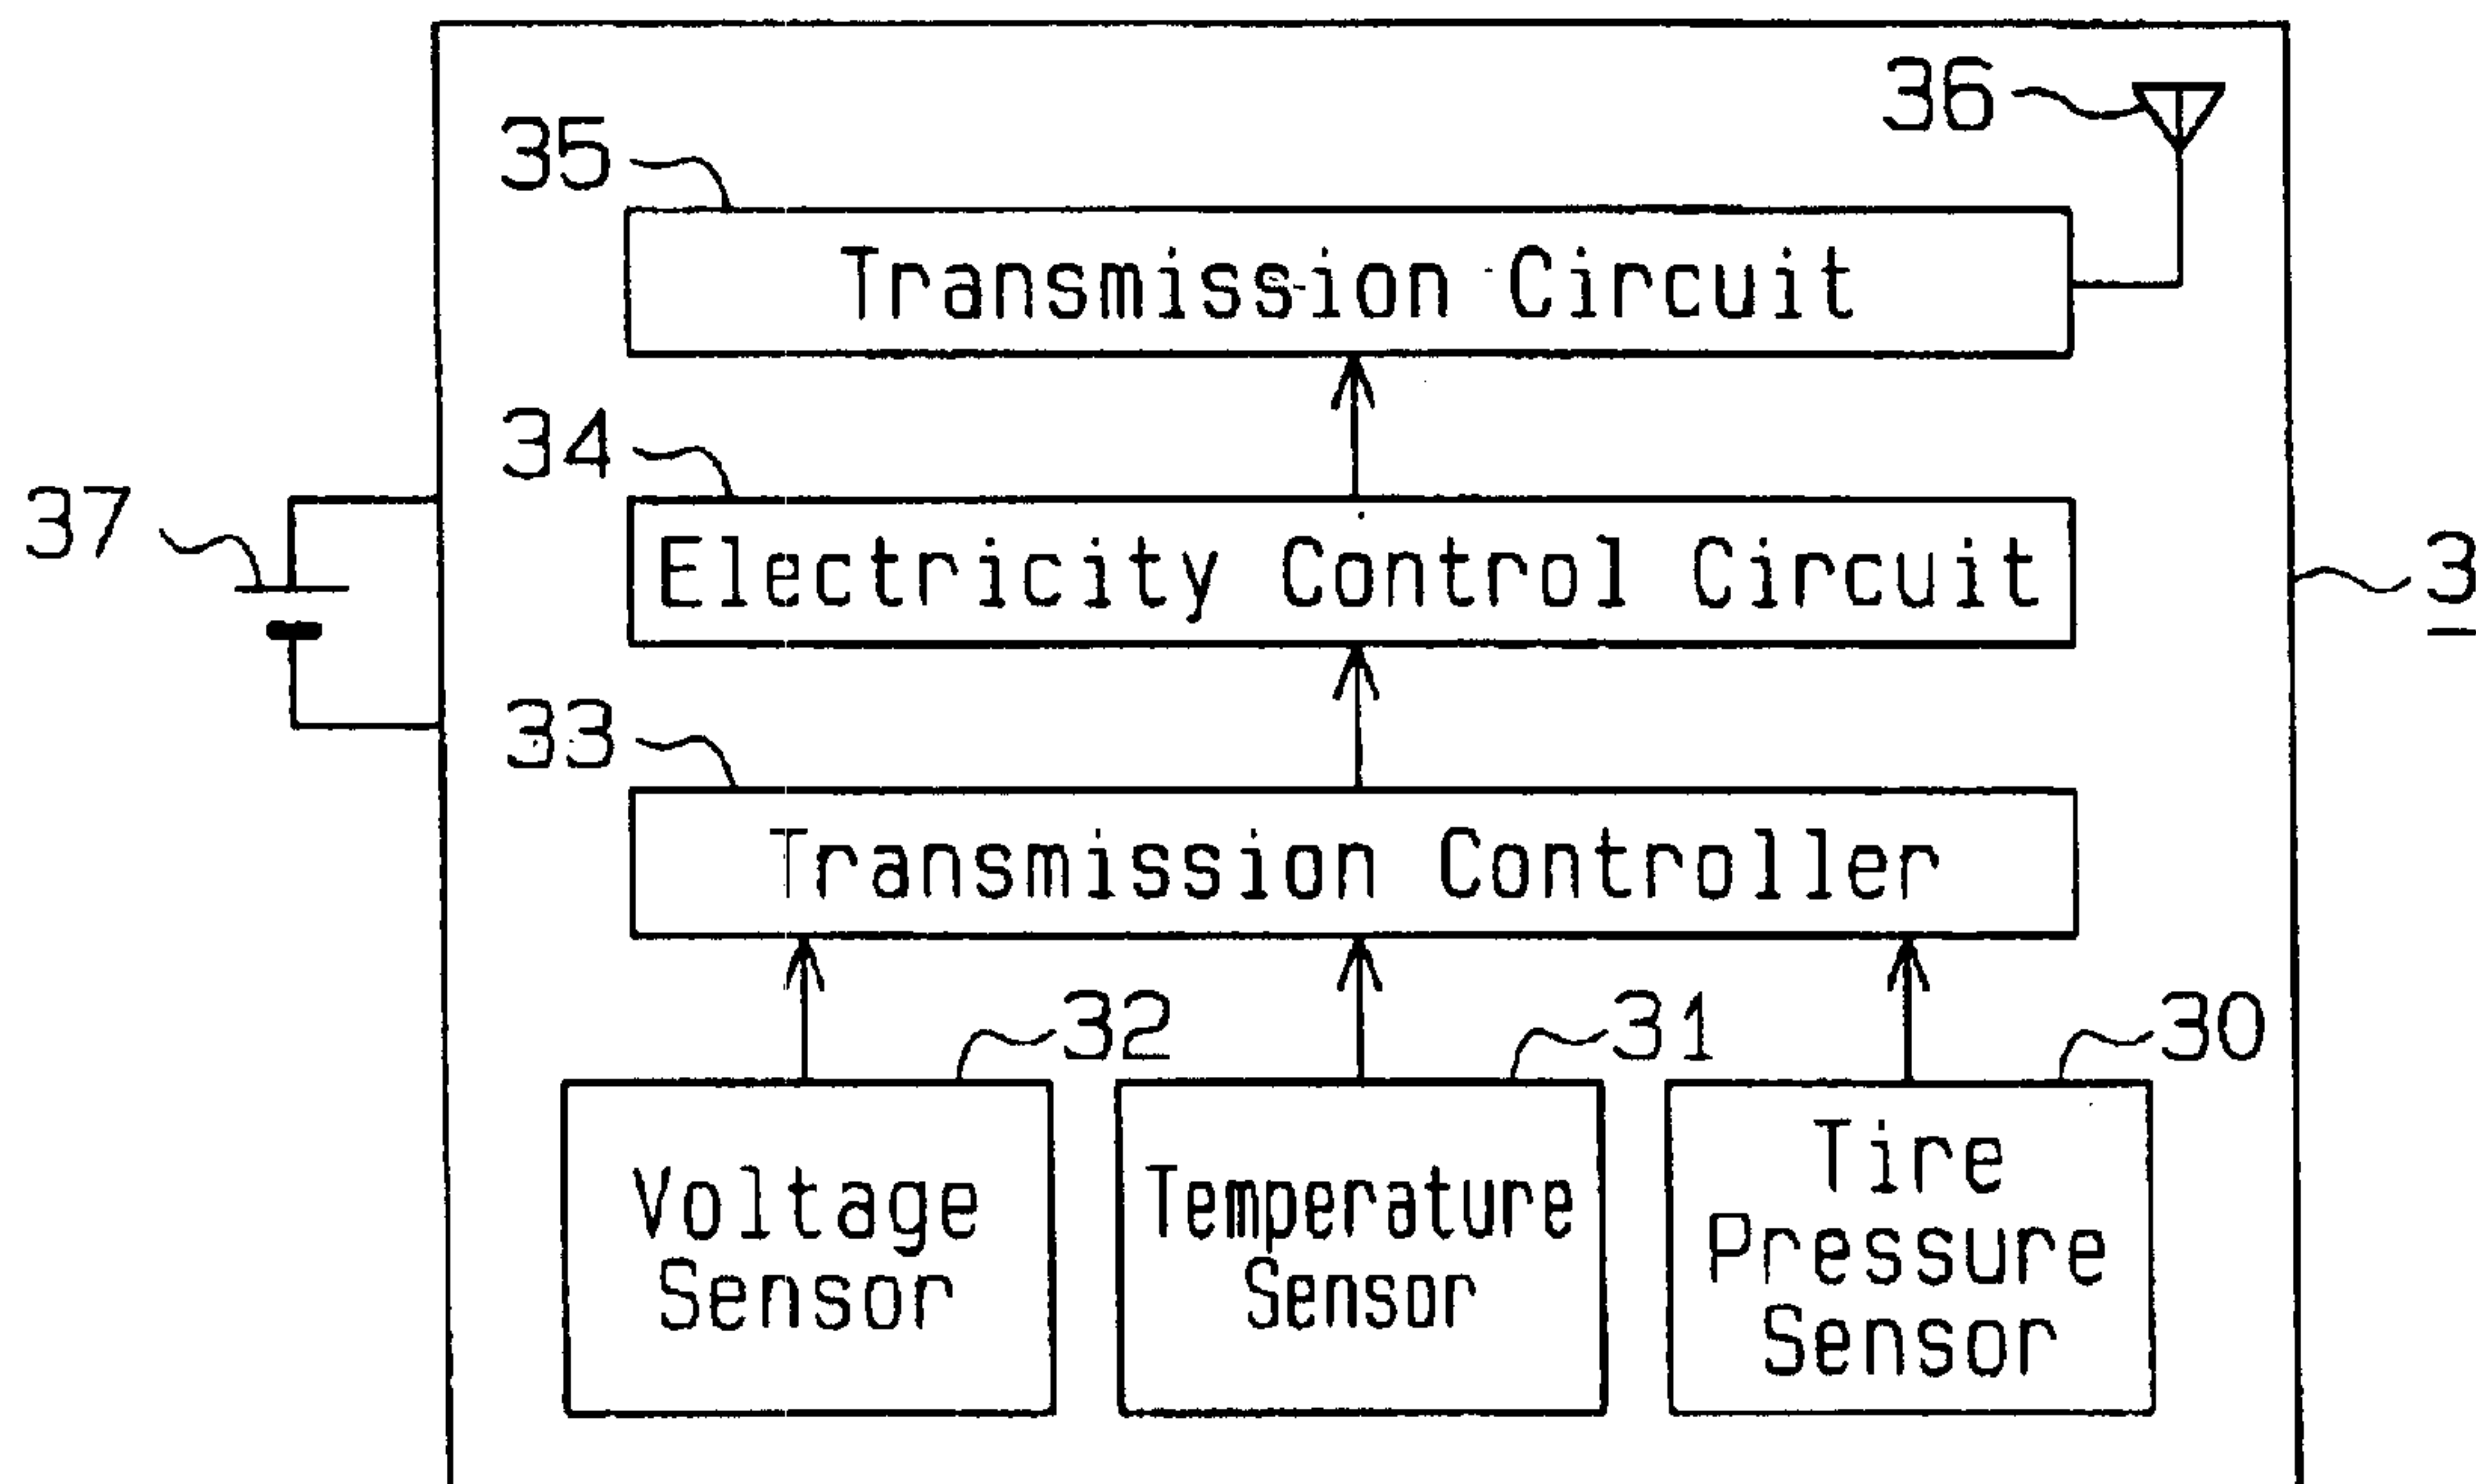 36
35
Transmission Circuit
34
37
Electricity Control Circuit
3
33
Transmission Controller
32
31
30
Voltage
Sensor
Temperature
Sensor
Tire
Pressure
Sensor